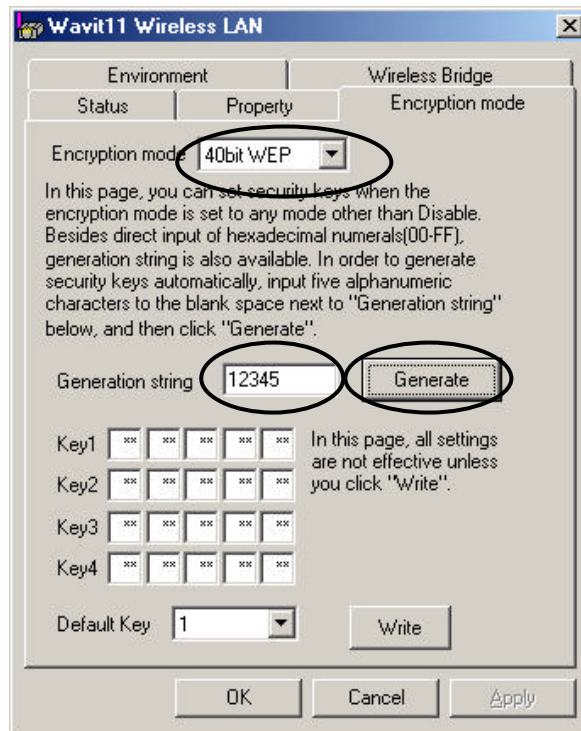 Wavit11 Wireless LAN
Environment Wireless Bridge
Status Property Encryption mode
Encryption mode 40bit WEP
In this page, you can set security keys when the
encryption mode is set to any mode other than Disable.
Besides direct input of hexadecimal numerals(00-FF),
generation string is also available. In order to generate
security keys automatically, input five alphanumeric
characters to the blank space next to "Generation string"
below, and then click "Generate".
Generation string 12345 Generate
Key1 ** ** ** ** **
Key2 ** ** ** ** **
Key3 ** ** ** ** **
Key4 ** ** ** ** **
In this page, all settings
are not effective unless
you click "Write".
Default Key 1 Write
OK Cancel Apply